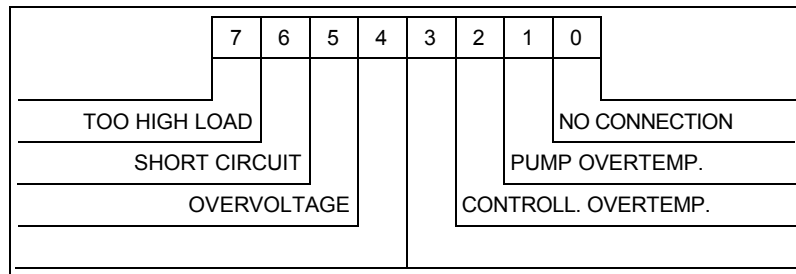 7 6 5 4 3 2 1 0
TOO HIGH LOAD NO CONNECTION
SHORT CIRCUIT PUMP OVERTEMP.
OVERVOLTAGE CONTROLL. OVERTEMP.